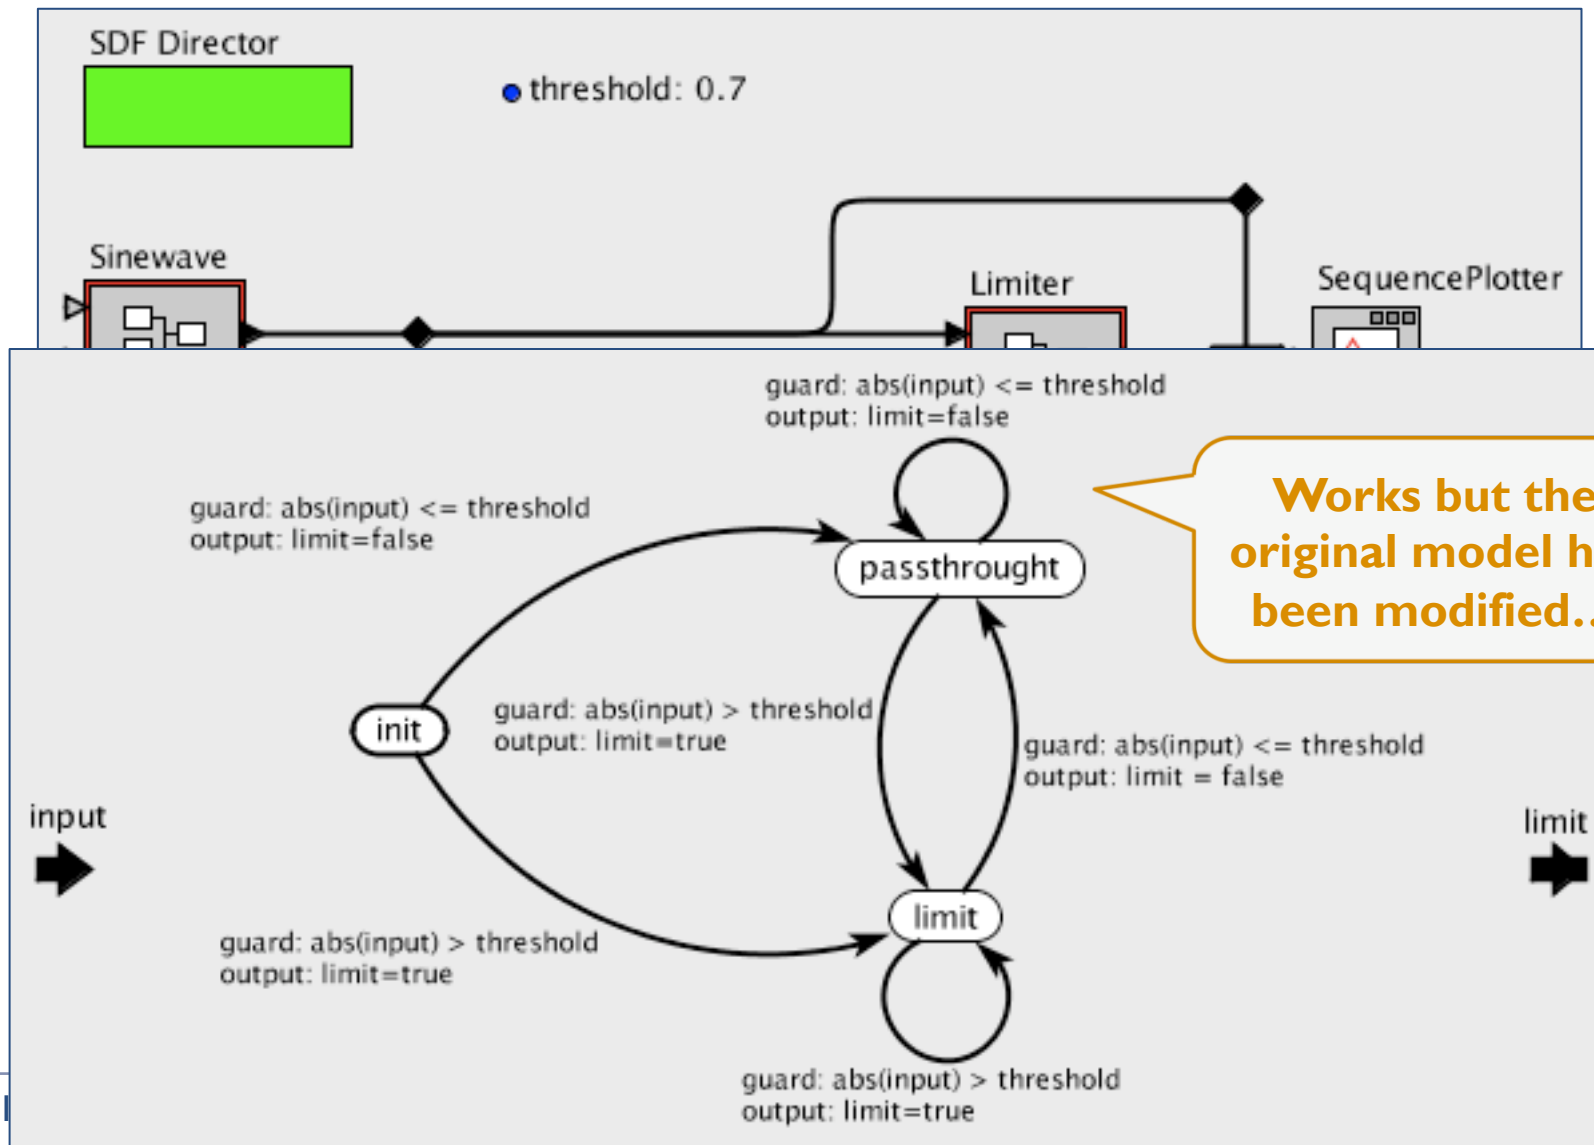 SDF Director
threshold: 0.7
Sinewave
Limiter
SequencePlotter
guard: abs(input) <= threshold
output: limit=false
guard: abs(input) <= threshold
output: limit=false
Works but the
original model h
been modified..
passthrought
guard: abs(input) > threshold
output: limit=true
init
guard: abs(input) <= threshold
output: limit = false
input
limit
limit
guard: abs(input) > threshold
output: limit=true
guard: abs(input) > threshold
output: limit=true